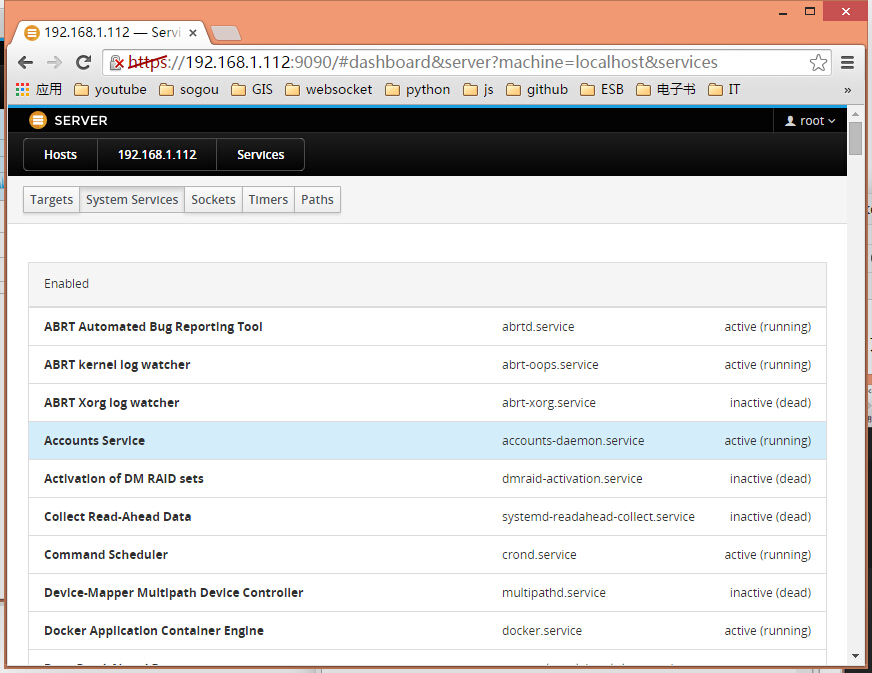 192.168.1.112 — Servi
https://192.168.1.112:9090/#dashboard&server?machine=localhost&services
应用 youtube sogou GIS websocket python js github ESB 电子书 IT »
SERVER root
Hosts 192.168.1.112 Services
Targets System Services Sockets Timers Paths
Enabled
ABRT Automated Bug Reporting Tool abrtd.service active (running)
ABRT kernel log watcher abrt-oops.service active (running)
ABRT Xorg log watcher abrt-xorg.service inactive (dead)
Accounts Service accounts-daemon.service active (running)
Activation of DM RAID sets dmraid-activation.service inactive (dead)
Collect Read-Ahead Data systemd-readahead-collect.service inactive (dead)
Command Scheduler crond.service active (running)
Device-Mapper Multipath Device Controller multipathd.service inactive (dead)
Docker Application Container Engine docker.service active (running)